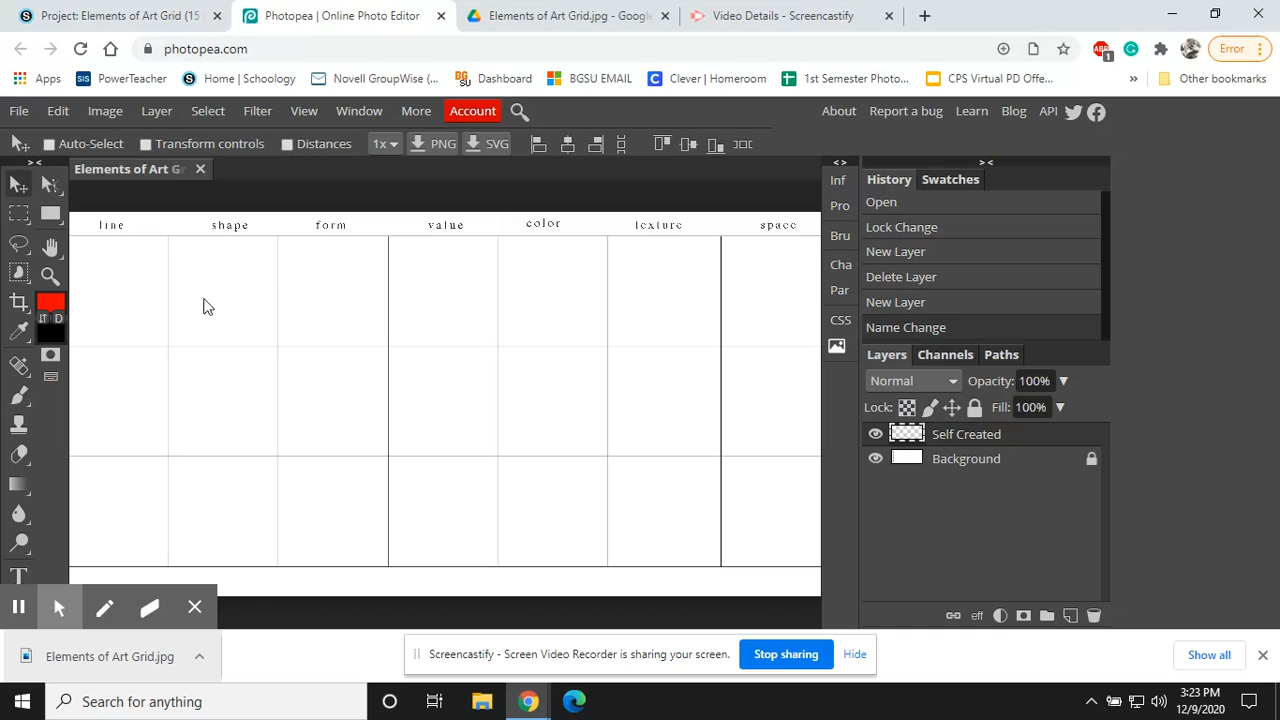 Project: Elements of Art Grid (15
Photopea | Online Photo Editor
Elements of Art Grid.jpg - Google
Video Details - Screencastify
photopea.com
Error
Apps
SIS PowerTeacher
Home | Schoology
Novell GroupWise (...
BGSU Dashboard
BGSU EMAIL
Clever | Homeroom
1st Semester Photo...
CPS Virtual PD Offe...
Other bookmarks
File Edit Image Layer Select Filter View Window More Account
About Report a bug Learn Blog API
Auto-Select Transform controls Distances 1x PNG SVG
Elements of Art Gr
line shape form value color texture space
Inf
Pro
Bru
Cha
Par
CSS
History Swatches
Open
Lock Change
New Layer
Delete Layer
New Layer
Name Change
Layers Channels Paths
Normal Opacity: 100%
Lock: Fill: 100%
Self Created
Background
D
T
eff
Elements of Art Grid.jpg
Screencastify - Screen Video Recorder is sharing your screen.
Stop sharing
Hide
Show all
Search for anything
3:23 PM
12/9/2020